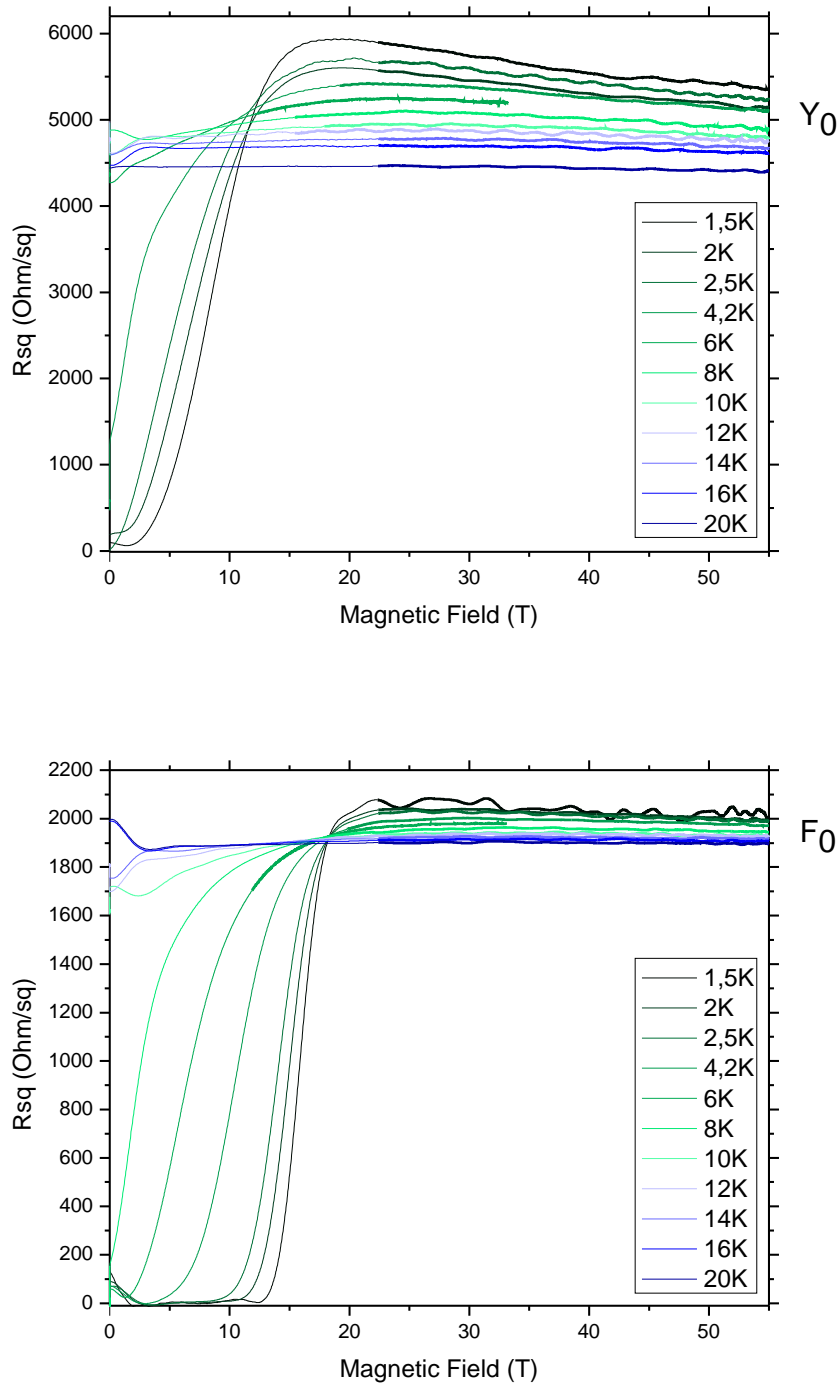 6000
5000
4000
3000
2000
1000
0
Rsq (Ohm/sq)
Y0
1,5K
2K
2,5K
4,2K
6K
8K
10K
12K
14K
16K
20K
0 10 20 30 40 50
Magnetic Field (T)
2200
2000
1800
1600
1400
1200
1000
800
600
400
200
0
Rsq (Ohm/sq)
F0
1,5K
2K
2,5K
4,2K
6K
8K
10K
12K
14K
16K
20K
0 10 20 30 40 50
Magnetic Field (T)